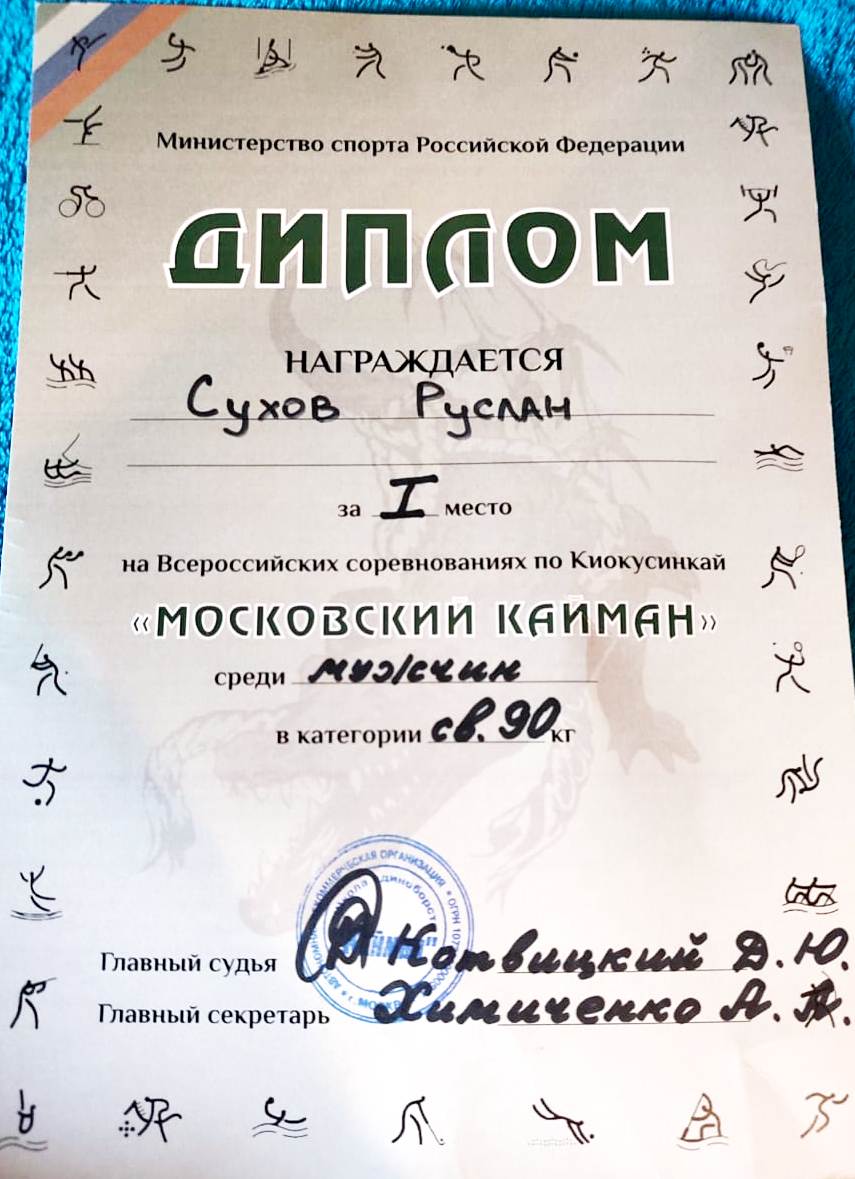 Министерство спорта Российской Федерации
ДИПЛОМ
НАГРАЖДАЕТСЯ
Сухов Руслан
за I место
на Всероссийских соревнованиях по Киокусинкай
«МОСКОВСКИЙ КАЙМАН»
среди мужчин
в категории св. 90 кг
Главный судья Котвицкий Д. Ю.
Главный секретарь Химиченко А.